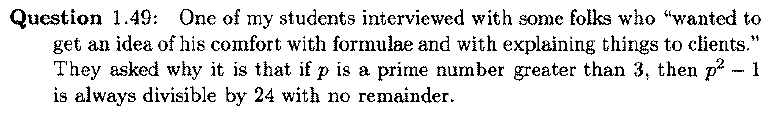 Question 1.49: One of my students interviewed with some folks who “wanted to
get an idea of his comfort with formulae and with explaining things to clients.”
They asked why it is that if p is a prime number greater than 3, then p² − 1
is always divisible by 24 with no remainder.